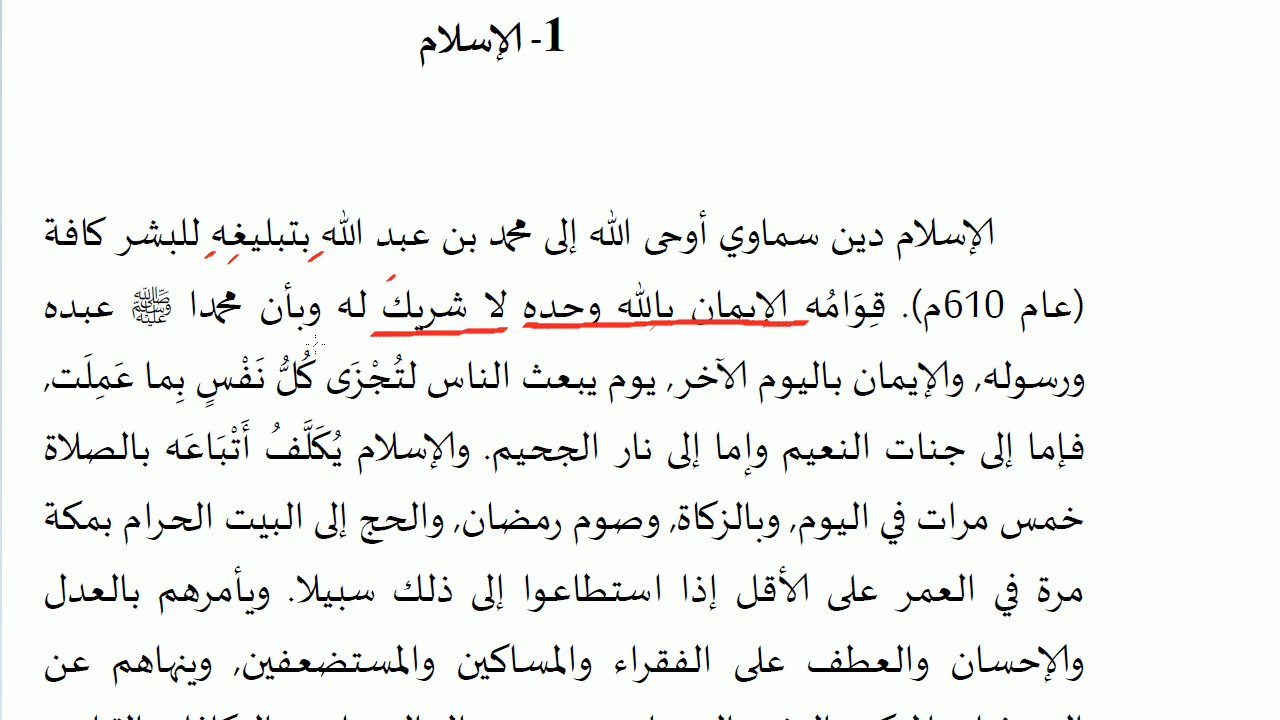 1- الإسلام
الإسلام دين سماوي أوحى الله إلى محمد بن عبد الله بتبليغه للبشر كافة
(عام 610م). قِوَامُه الإيمان بالله وحده لا شريك له وبأن محمدا ﷺ عبده
ورسوله, والإيمان باليوم الآخر, يوم يبعث الناس لتُجْزَى كُلُّ نَفْسٍ بِما عَمِلَت,
فإما إلى جنات النعيم وإما إلى نار الجحيم. والإسلام يُكَلَّفُ أَتْبَاعَه بالصلاة
خمس مرات في اليوم, وبالزكاة, وصوم رمضان, والحج إلى البيت الحرام بمكة
مرة في العمر على الأقل إذا استطاعوا إلى ذلك سبيلا. ويأمرهم بالعدل
والإحسان والعطف على الفقراء والمساكين والمستضعفين, وينهاهم عن